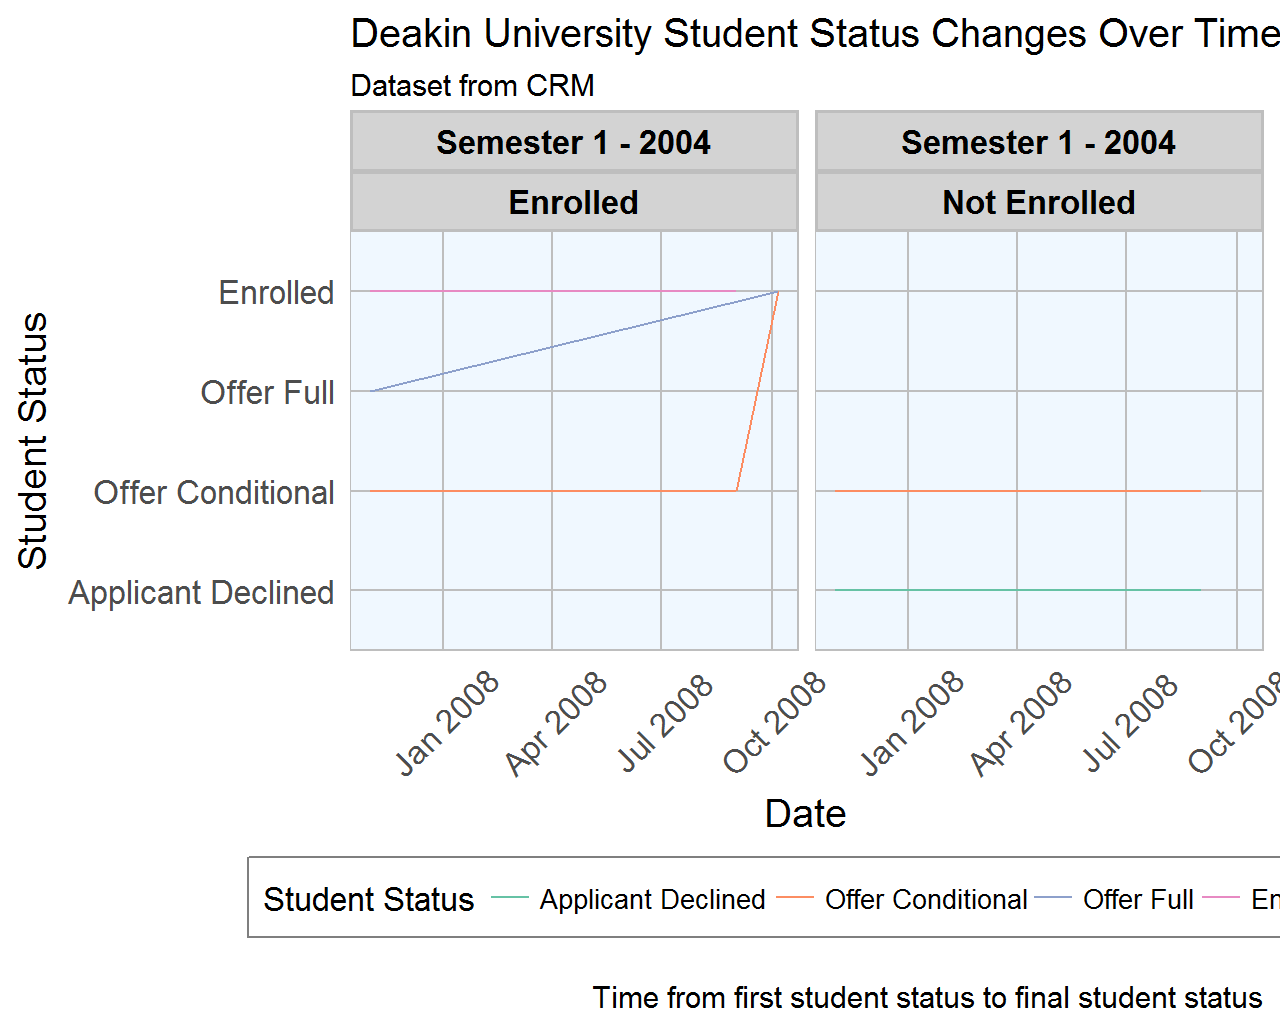 Deakin University Student Status Changes Over Time
Dataset from CRM
Semester 1 - 2004
Semester 1 - 2004
Enrolled
Not Enrolled
Student Status
Enrolled
Offer Full
Offer Conditional
Applicant Declined
Jan 2008
Apr 2008
Jul 2008
Oct 2008
Jan 2008
Apr 2008
Jul 2008
Oct 2008
Date
Student Status
Applicant Declined
Offer Conditional
Offer Full
En
Time from first student status to final student status